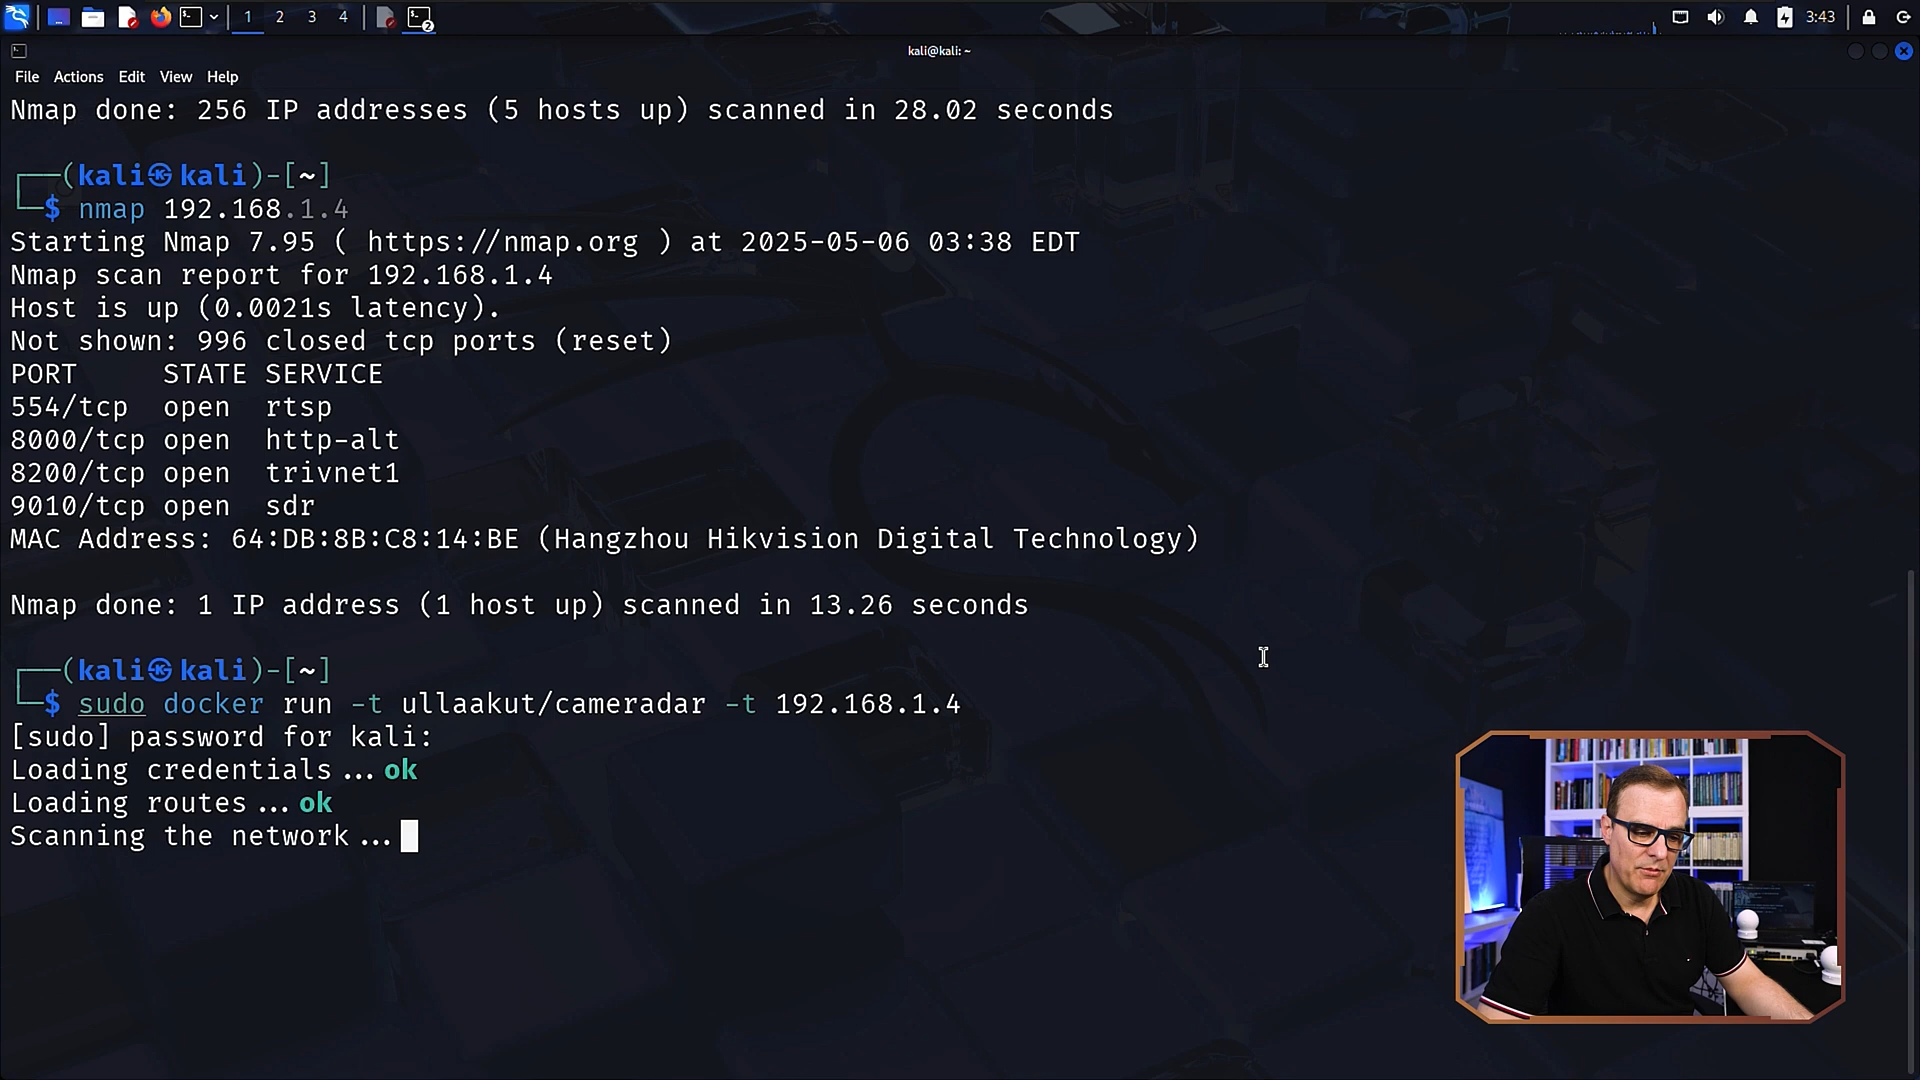 1 2 3 4
2
3:43
kali@kali: ~
File Actions Edit View Help
Nmap done: 256 IP addresses (5 hosts up) scanned in 28.02 seconds
┌──(kali㉿kali)-[~]
└─$ nmap 192.168.1.4
Starting Nmap 7.95 ( https://nmap.org ) at 2025-05-06 03:38 EDT
Nmap scan report for 192.168.1.4
Host is up (0.0021s latency).
Not shown: 996 closed tcp ports (reset)
PORT     STATE SERVICE
554/tcp  open  rtsp
8000/tcp open  http-alt
8200/tcp open  trivnet1
9010/tcp open  sdr
MAC Address: 64:DB:8B:C8:14:BE (Hangzhou Hikvision Digital Technology)
Nmap done: 1 IP address (1 host up) scanned in 13.26 seconds
┌──(kali㉿kali)-[~]
└─$ sudo docker run -t ullaakut/cameradar -t 192.168.1.4
[sudo] password for kali:
Loading credentials ... ok
Loading routes ... ok
Scanning the network ...